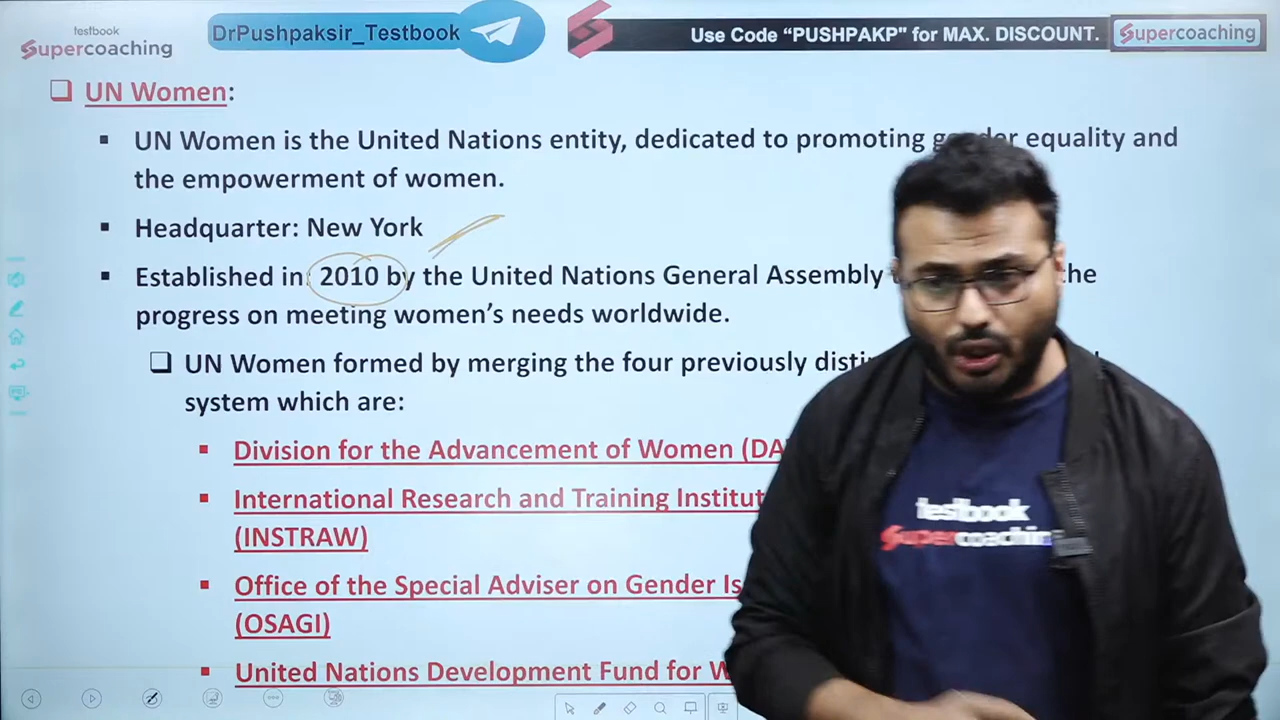 testbook
Supercoaching
DrPushpaksir_Testbook
Use Code “PUSHPAKP" for MAX. DISCOUNT.
Supercoaching
UN Women:
UN Women is the United Nations entity, dedicated to promoting gender equality and
the empowerment of women.
Headquarter: New York
Established in: 2010 by the United Nations General Assembly the
progress on meeting women’s needs worldwide.
UN Women formed by merging the four previously
system which are:
Division for the Advancement of Women
International Research and Training
(INSTRAW)
Office of the Special Adviser on Gender
(OSAGI)
United Nations Development Fund for
testbook
Supercoaching